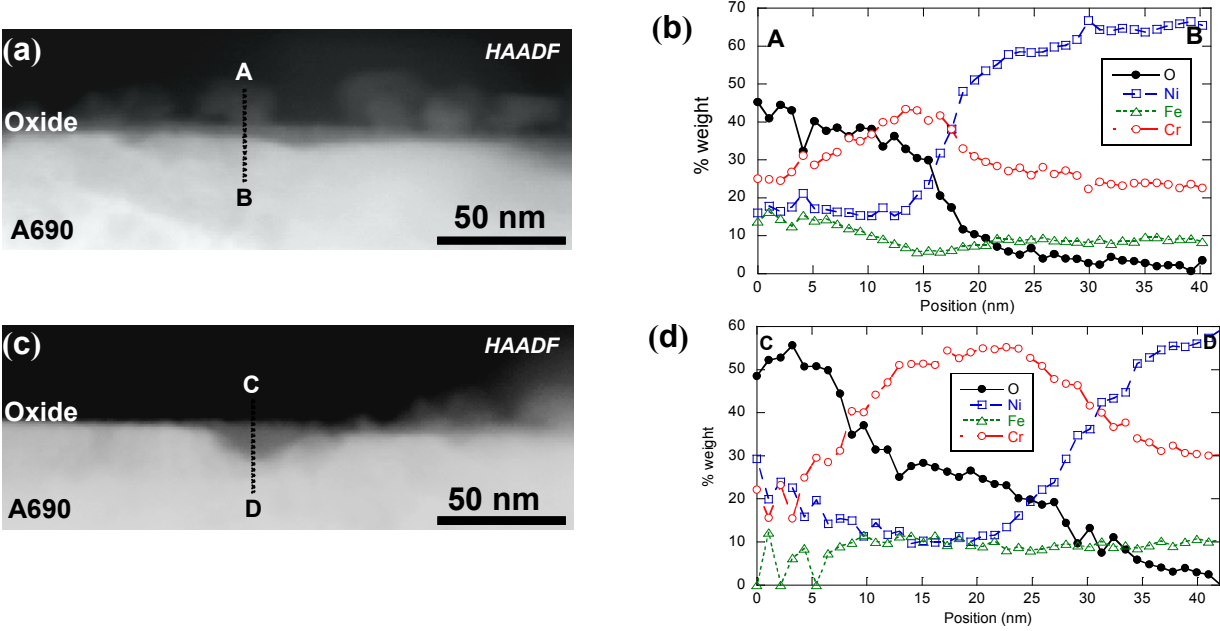 (a)
HAADF
A
Oxide
B
A690
50 nm
(b)
A
B
O
Ni
Fe
Cr
% weight
70
60
50
40
30
20
10
0
0 5 10 15 20 25 30 35 40
Position (nm)
(c)
HAADF
C
Oxide
D
A690
50 nm
(d)
C
D
O
Ni
Fe
Cr
% weight
60
50
40
30
20
10
0
0 5 10 15 20 25 30 35 40
Position (nm)